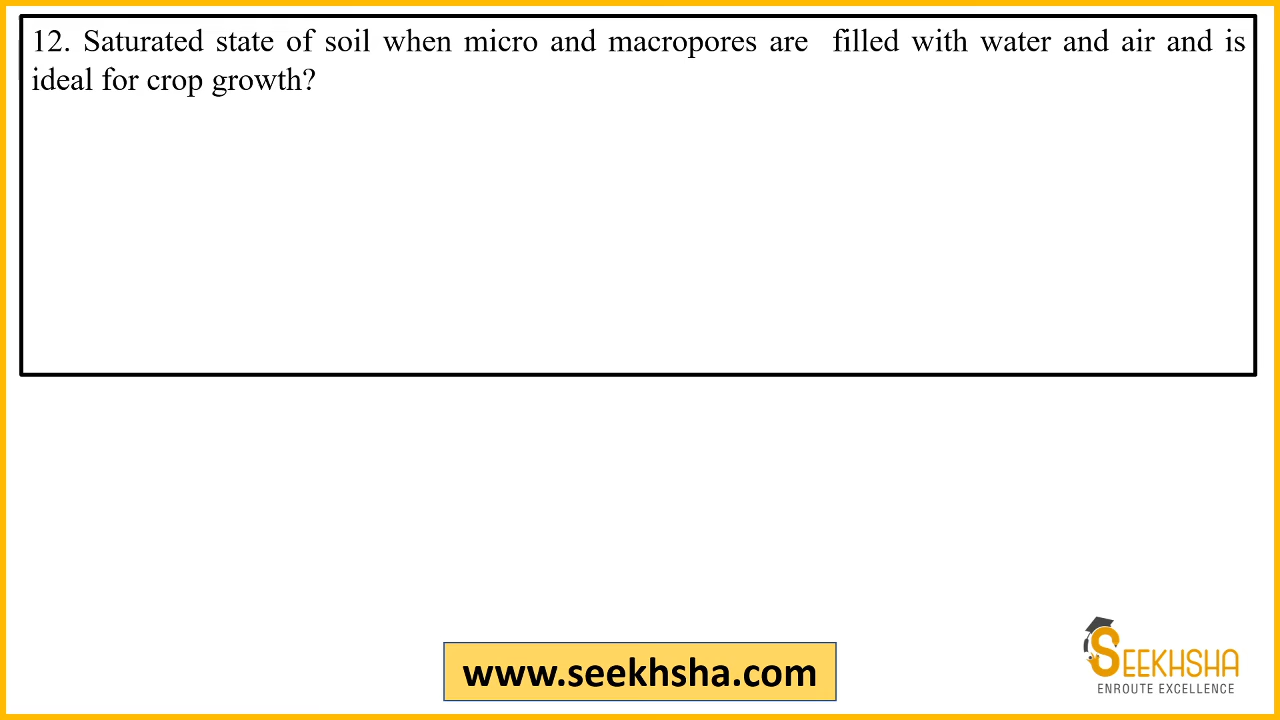 12. Saturated state of soil when micro and macropores are filled with water and air and is
ideal for crop growth?
www.seekhsha.com
SEEKHSHA
ENROUTE EXCELLENCE